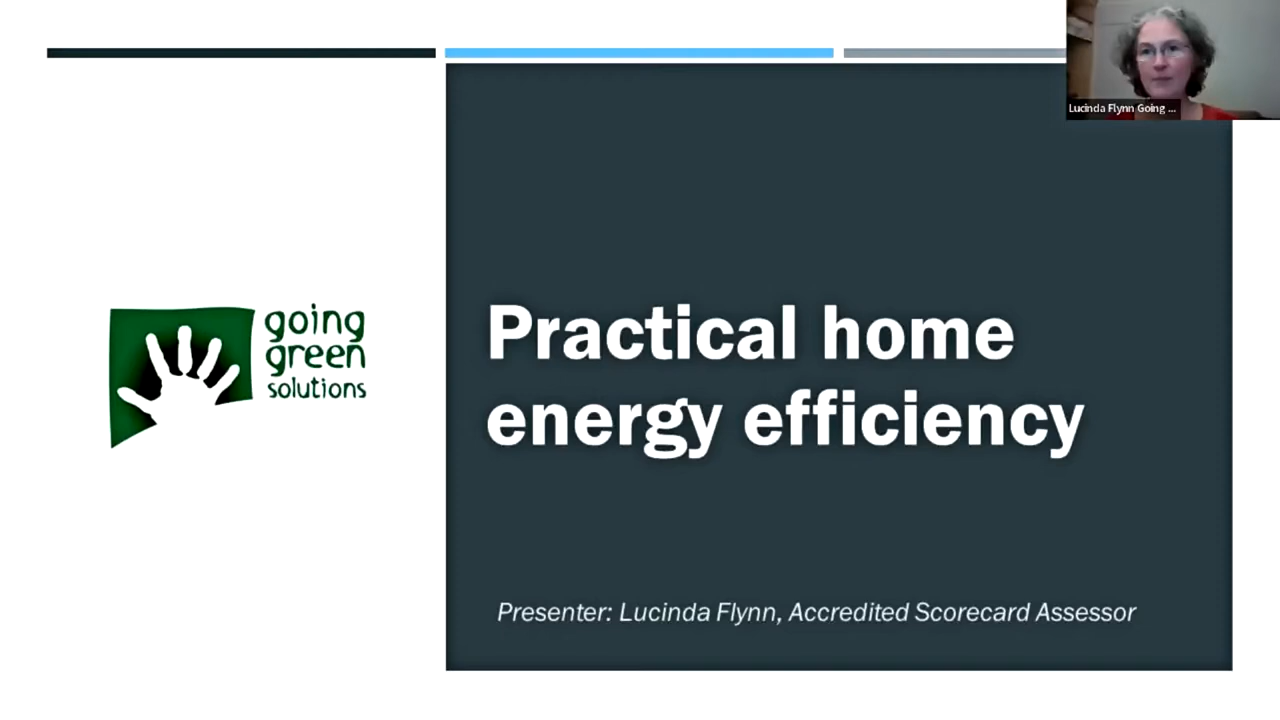 Lucinda Flynn Going ...
going
green
solutions
Practical home
energy efficiency
Presenter: Lucinda Flynn, Accredited Scorecard Assessor